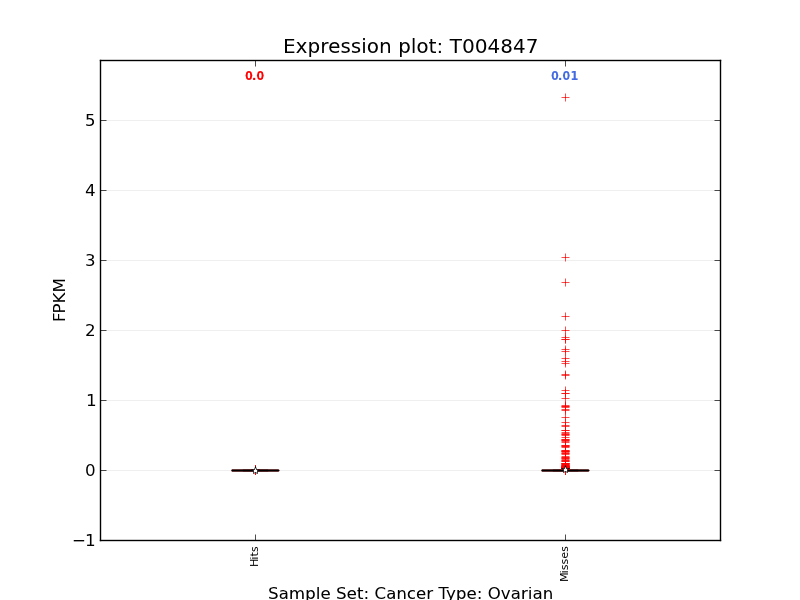 Expression plot: T004847
0.0
0.01
5
4
3
2
1
0
−1
FPKM
Hits
Misses
Sample Set: Cancer Type: Ovarian